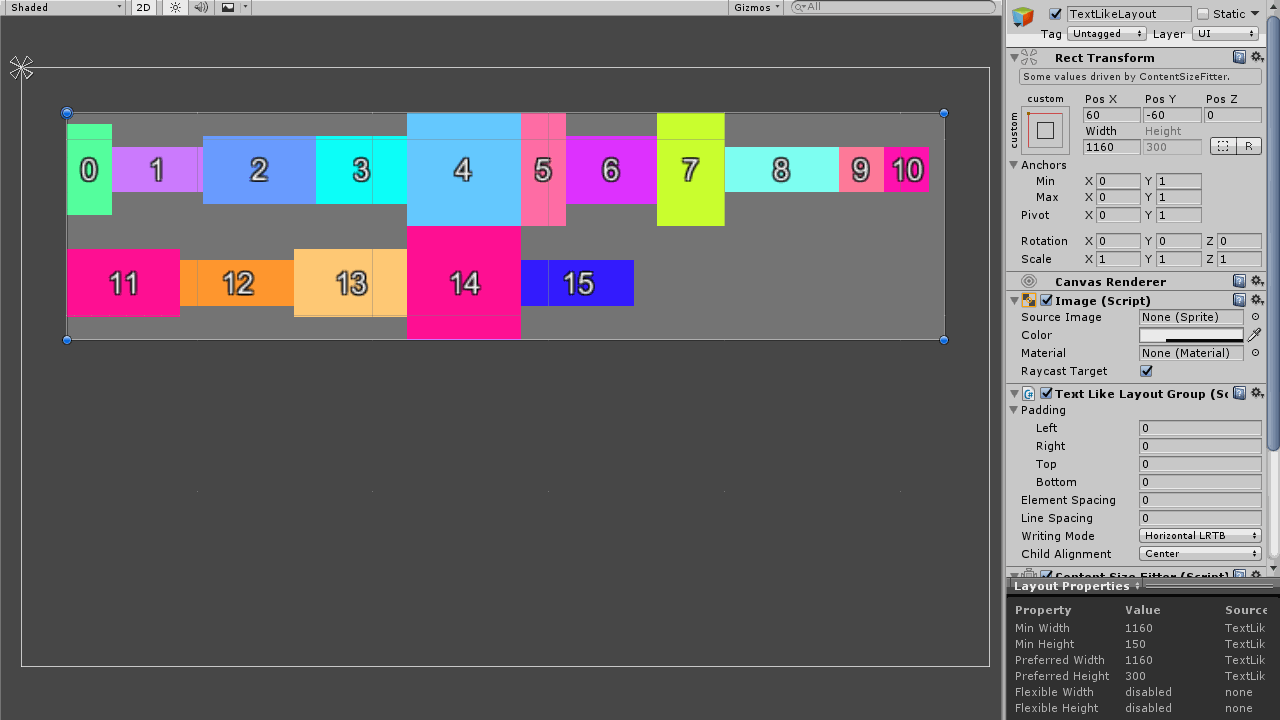 Shaded 2D Gizmos All
0 1 2 3 4 5 6 7 8 9 10
11 12 13 14 15
TextLikeLayout Static
Tag Untagged Layer UI
Rect Transform
Some values driven by ContentSizeFitter.
custom Pos X Pos Y Pos Z
custom 60 -60 0
Width Height
1160 300 R
Anchors
Min X 0 Y 1
Max X 0 Y 1
Pivot X 0 Y 1
Rotation X 0 Y 0 Z 0
Scale X 1 Y 1 Z 1
Canvas Renderer
Image (Script)
Source Image None (Sprite)
Color
Material None (Material)
Raycast Target
Text Like Layout Group (Sc
Padding
Left 0
Right 0
Top 0
Bottom 0
Element Spacing 0
Line Spacing 0
Writing Mode Horizontal LRTB
Child Alignment Center
Content Size Fitter (Script)
Layout Properties
Property Value Source
Min Width 1160 TextLik
Min Height 150 TextLik
Preferred Width 1160 TextLik
Preferred Height 300 TextLik
Flexible Width disabled none
Flexible Height disabled none